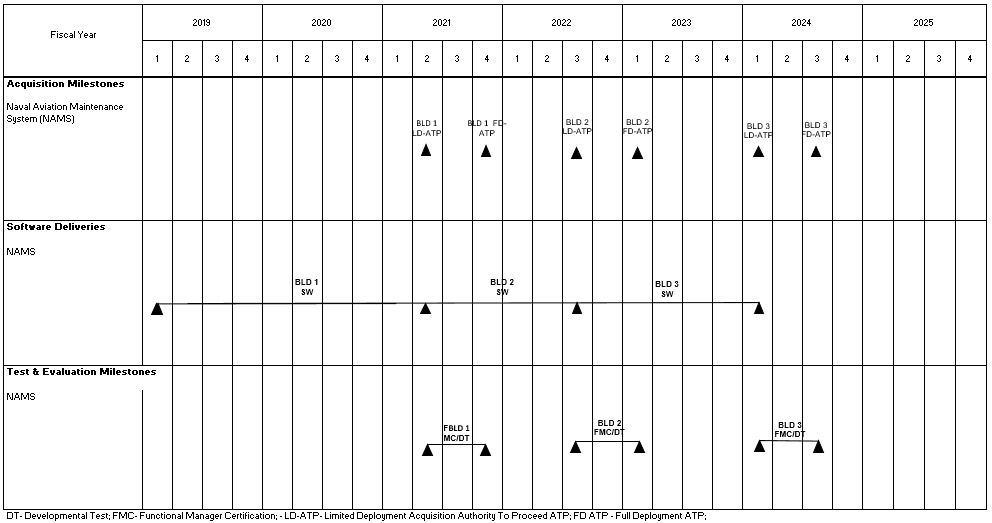 Fiscal Year
2019 2020 2021 2022 2023 2024 2025
1 2 3 4 1 2 3 4 1 2 3 4 1 2 3 4 1 2 3 4 1 2 3 4 1 2 3 4
Acquisition Milestones
Naval Aviation Maintenance
System (NAMS)
BLD 1
LD-ATP
BLD 1 FD-
ATP
BLD 2
LD-ATP
BLD 2
FD-ATP
BLD 3
LD-ATP
BLD 3
FD-ATP
Software Deliveries
NAMS
BLD 1
SW
BLD 2
SW
BLD 3
SW
Test & Evaluation Milestones
NAMS
FBLD 1
MC/DT
BLD 2
FMC/DT
BLD 3
FMC/DT
DT- Developmental Test; FMC- Functional Manager Certification; - LD-ATP- Limited Deployment Acquisition Authority To Proceed ATP; FD ATP - Full Deployment ATP;